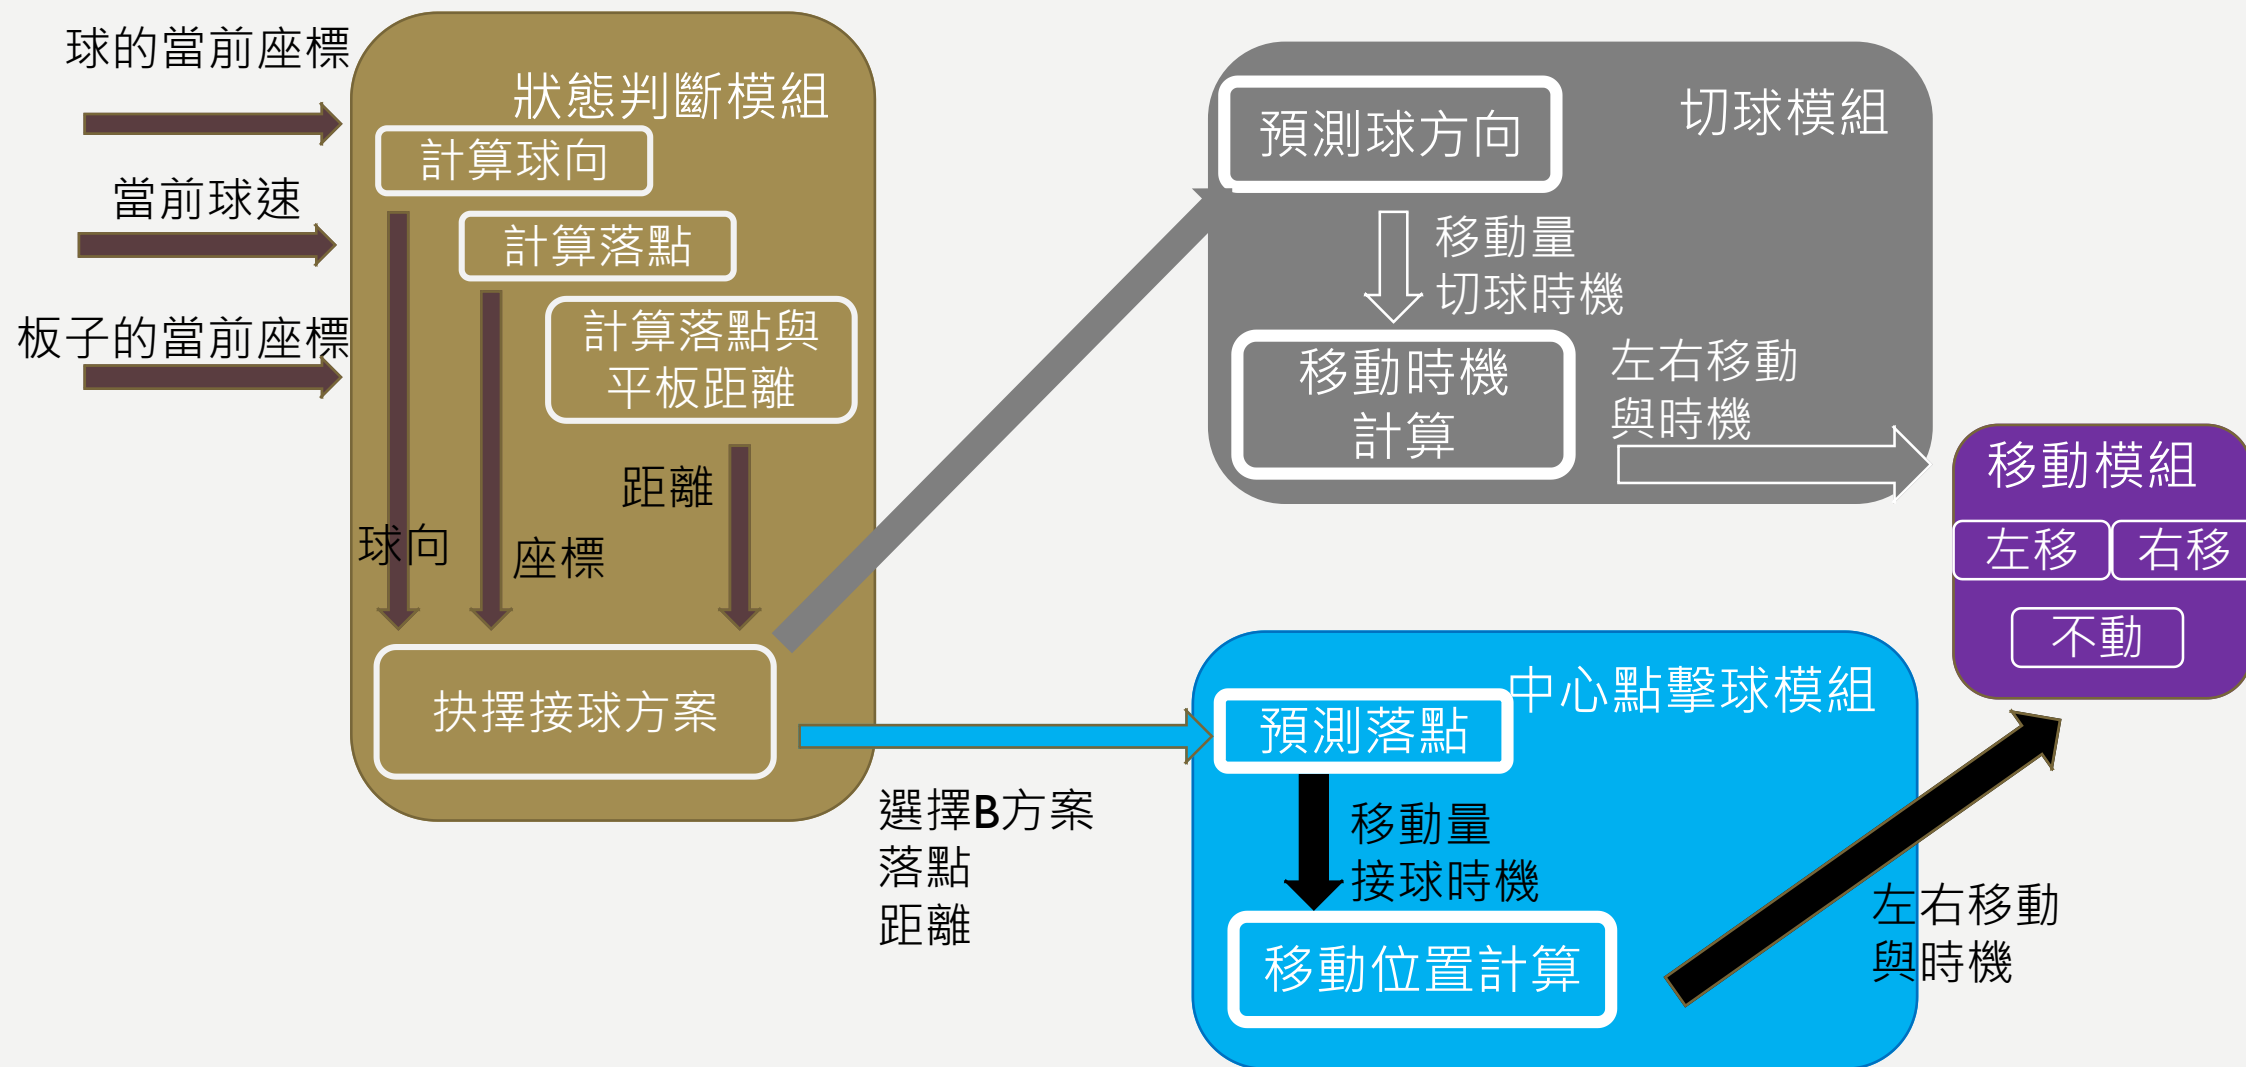 球的當前座標
當前球速
板子的當前座標
狀態判斷模組
計算球向
計算落點
計算落點與
平板距離
距離
球向
座標
抉擇接球方案
選擇B方案
落點
距離
切球模組
預測球方向
移動量
切球時機
移動時機
計算
左右移動
與時機
中心點擊球模組
預測落點
移動量
接球時機
移動位置計算
左右移動
與時機
移動模組
左移
右移
不動